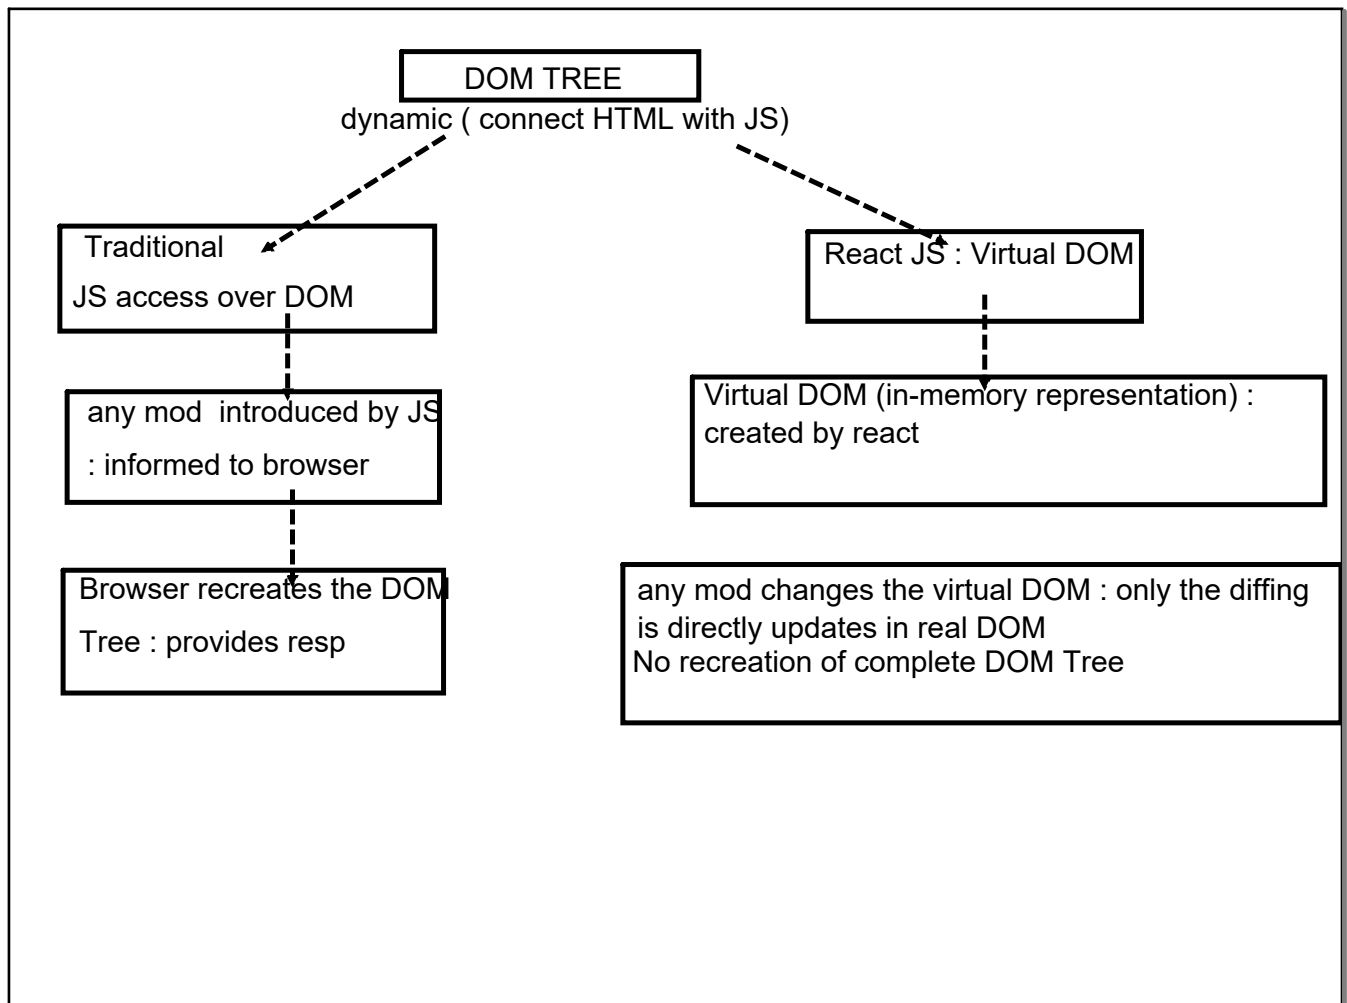 DOM TREE
dynamic ( connect HTML with JS)
Traditional
JS access over DOM
any mod  introduced by JS
: informed to browser
Browser recreates the DOM
Tree : provides resp
React JS : Virtual DOM
Virtual DOM (in-memory representation) :
created by react
any mod changes the virtual DOM : only the diffing
is directly updates in real DOM
No recreation of complete DOM Tree